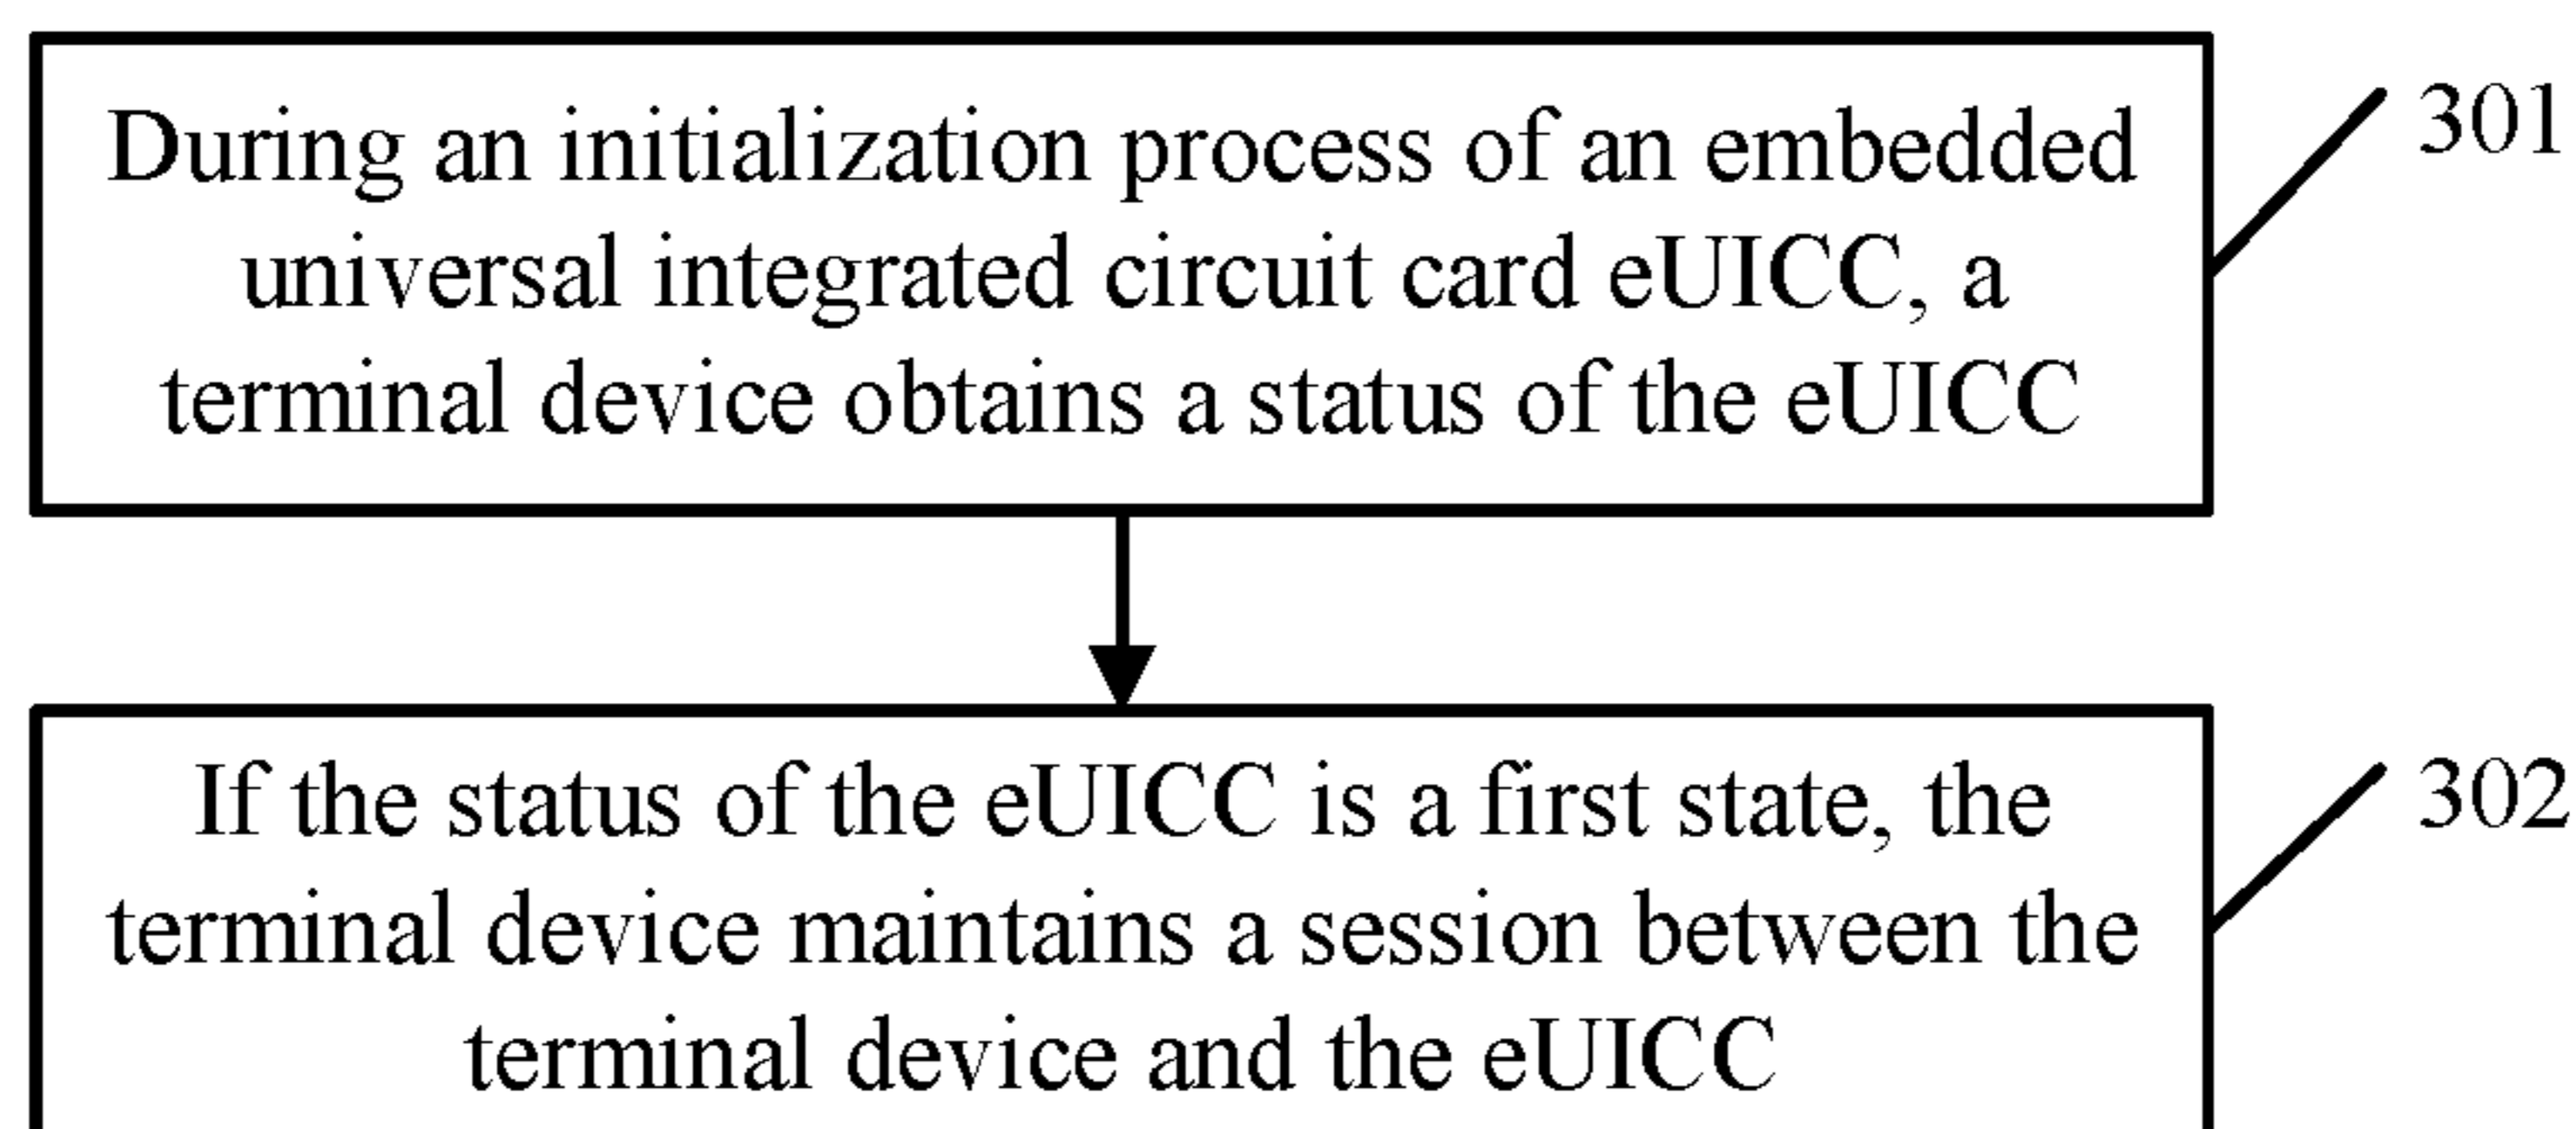 During an initialization process of an embedded
universal integrated circuit card eUICC, a
terminal device obtains a status of the eUICC
301
If the status of the eUICC is a first state, the
terminal device maintains a session between the
terminal device and the eUICC
302